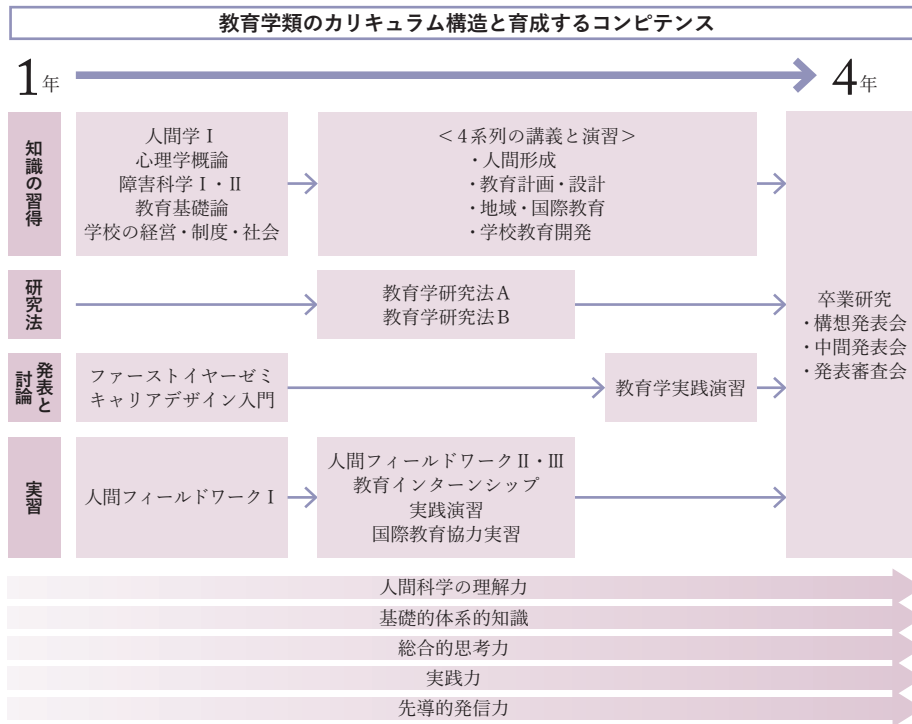 教育学類のカリキュラム構造と育成するコンピテンス
1年
4年
知識の習得
人間学Ⅰ
心理学概論
障害科学Ⅰ・Ⅱ
教育基礎論
学校の経営・制度・社会
＜4系列の講義と演習＞
・人間形成
・教育計画・設計
・地域・国際教育
・学校教育開発
研究法
教育学研究法A
教育学研究法B
発表と
討論
ファーストイヤーゼミ
キャリアデザイン入門
教育学実践演習
実習
人間フィールドワークⅠ
人間フィールドワークⅡ・Ⅲ
教育インターンシップ
実践演習
国際教育協力実習
卒業研究
・構想発表会
・中間発表会
・発表審査会
人間科学の理解力
基礎的体系的知識
総合的思考力
実践力
先導的発信力